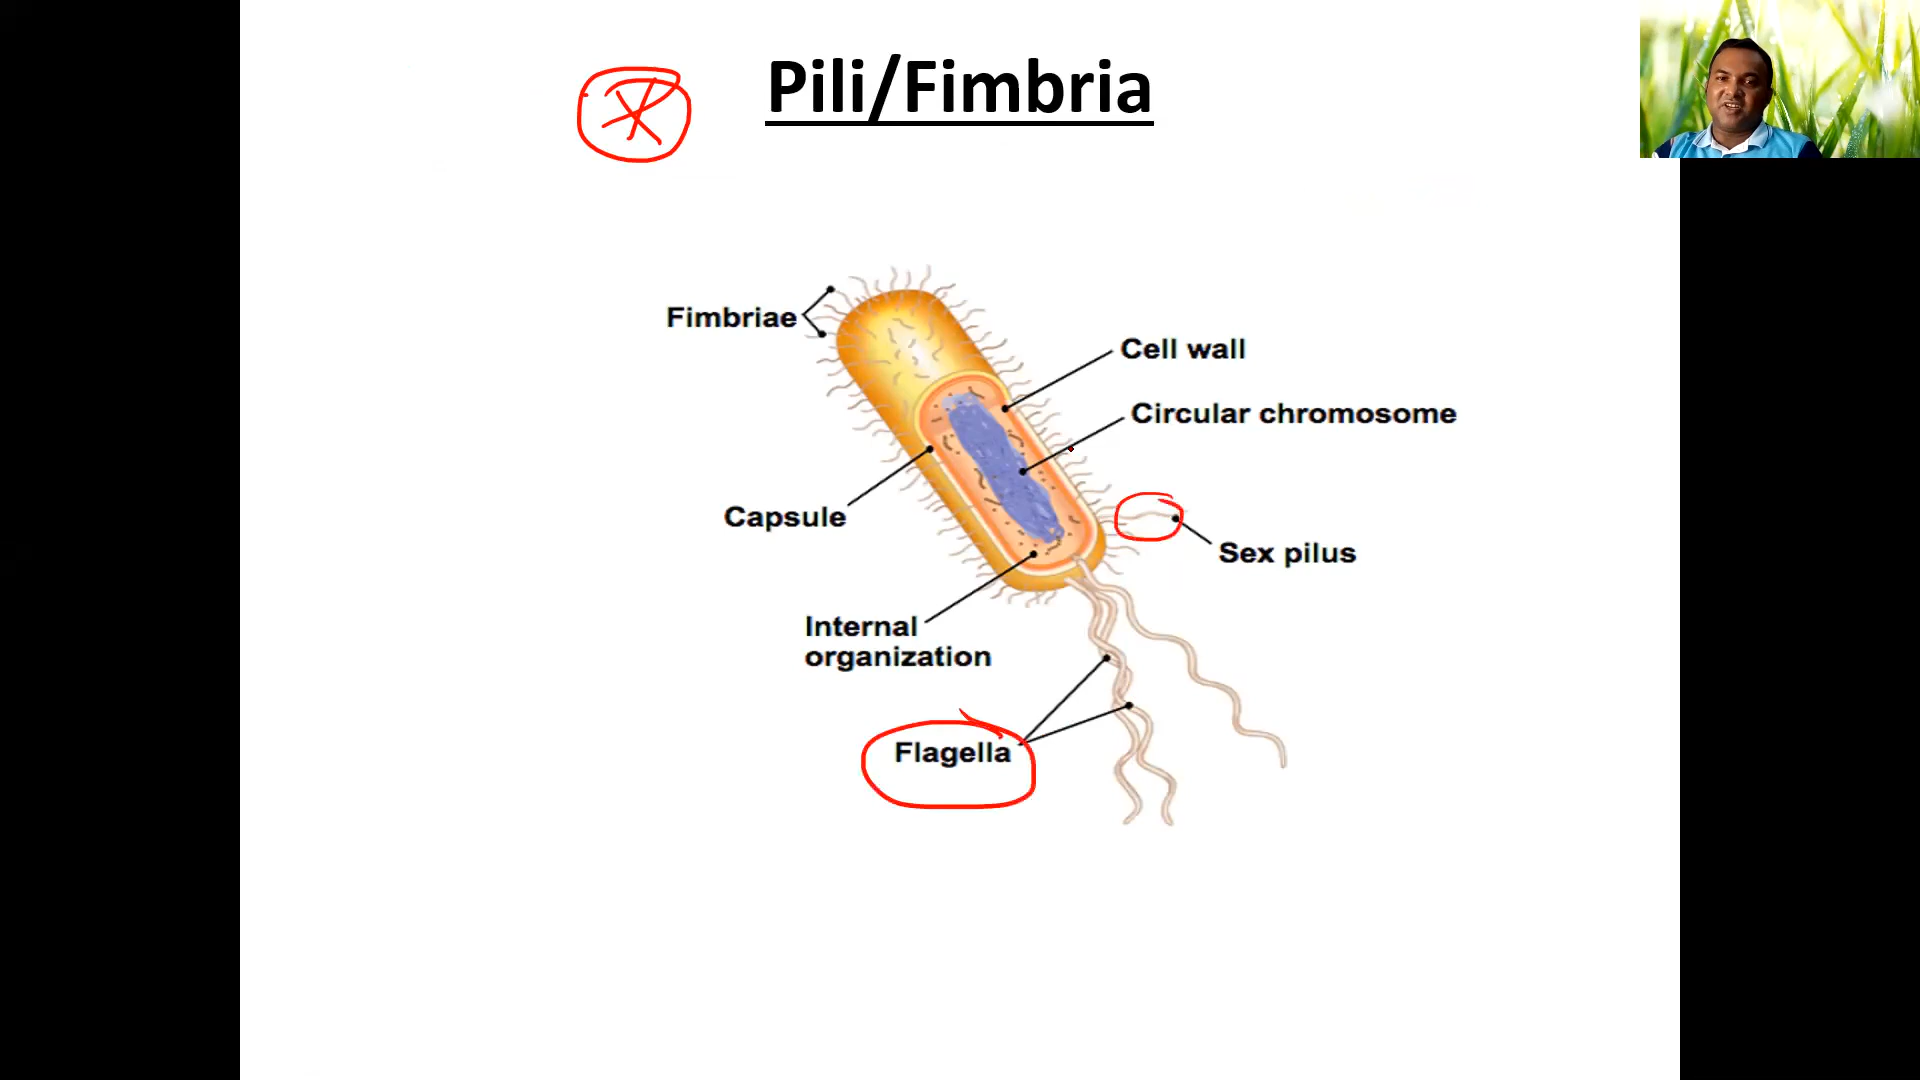 Pili/Fimbria
Fimbriae
Cell wall
Circular chromosome
Capsule
Sex pilus
Internal
organization
Flagella